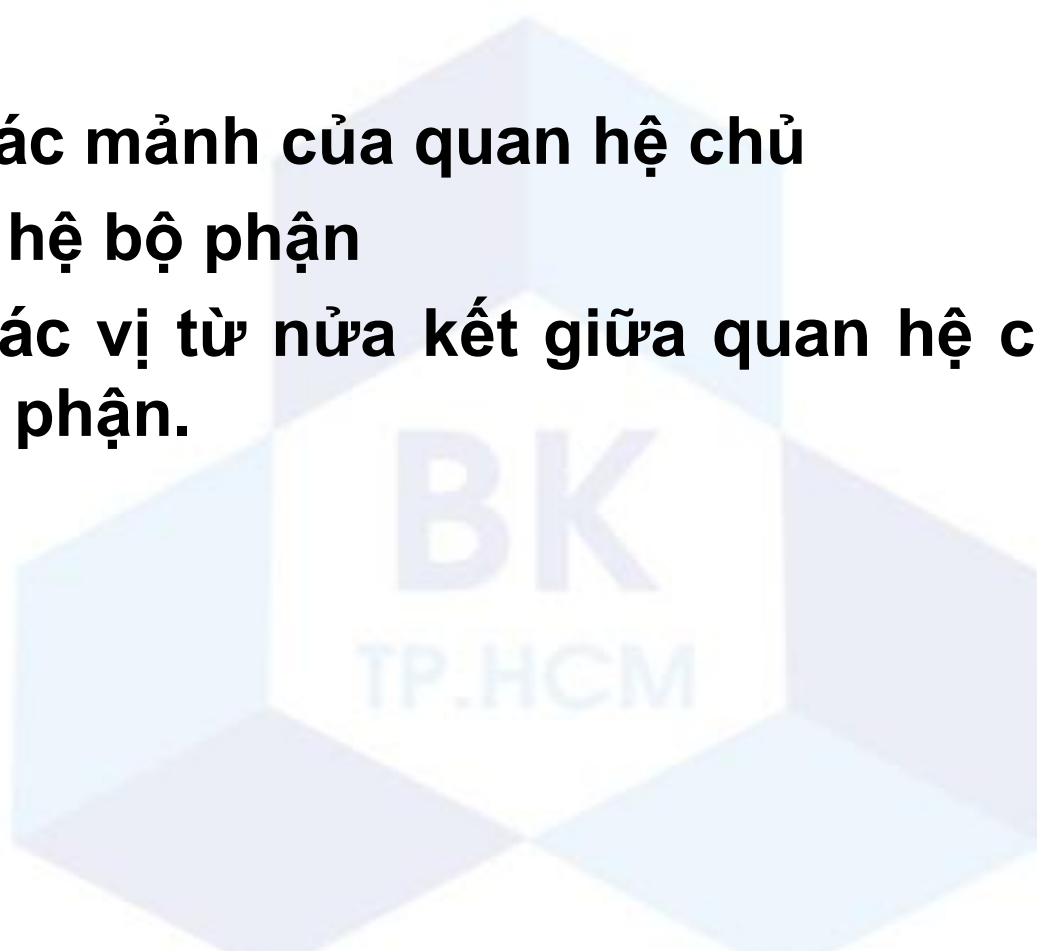 ác mảnh của quan hệ chủ
hệ bộ phận
ác vị từ nửa kết giữa quan hệ c
phận.
BK
TP.HCM